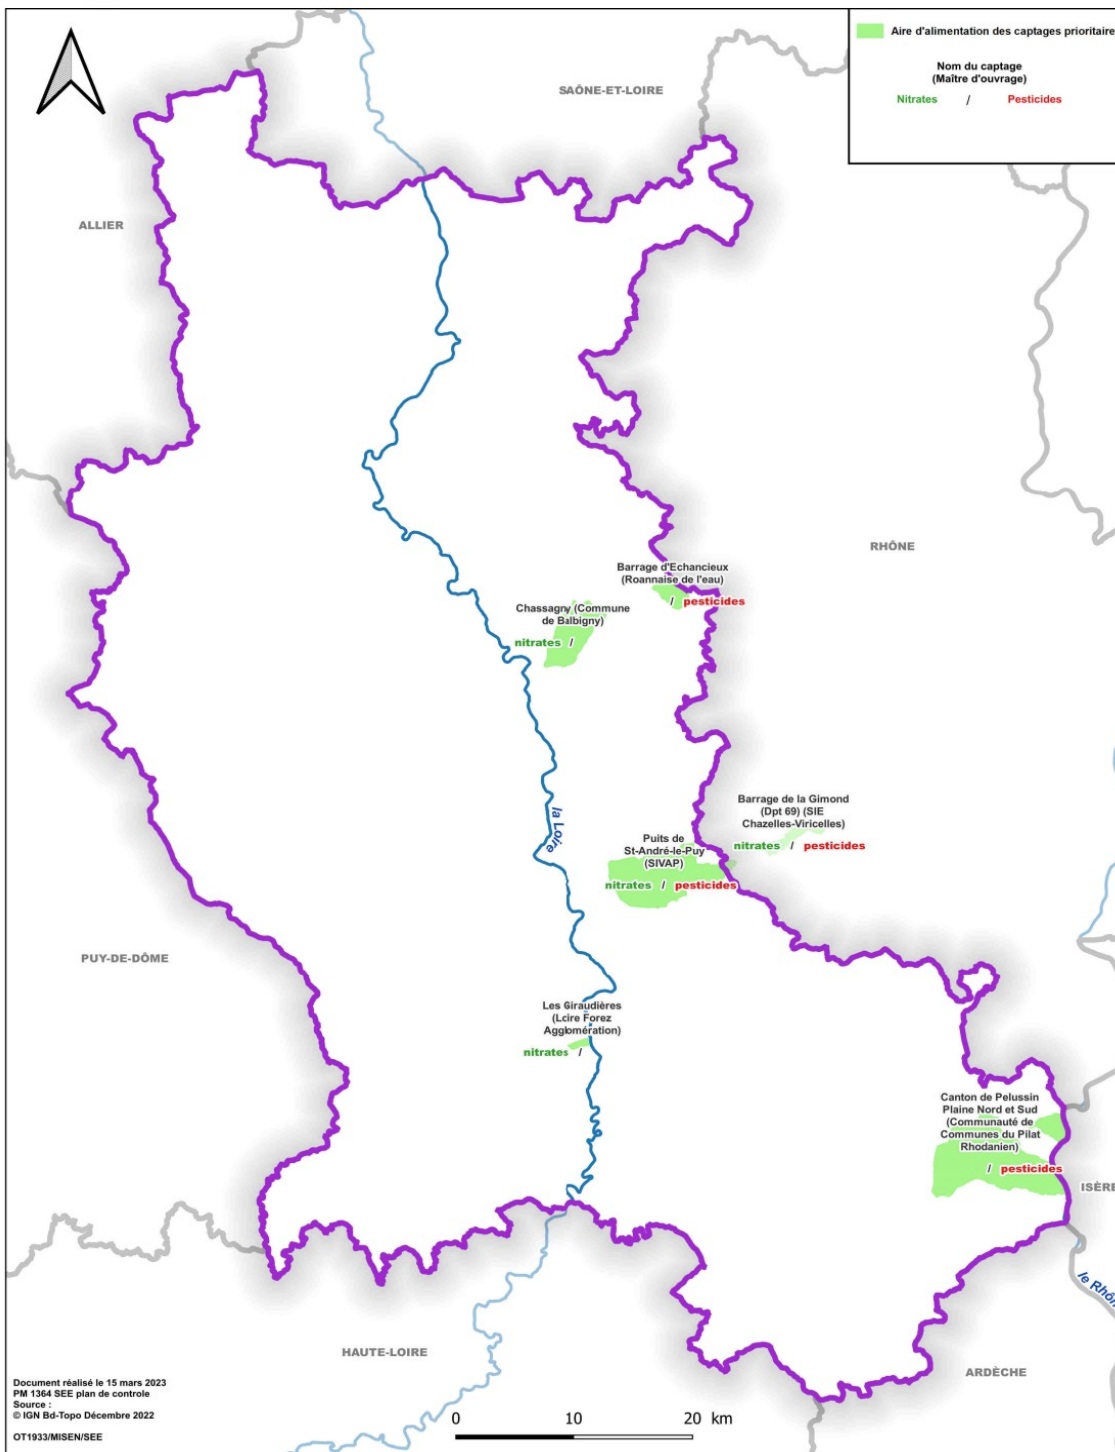 Aire d'alimentation des captages prioritaire
Nom du captage
(Maître d'ouvrage)
Nitrates / Pesticides
SAÔNE-ET-LOIRE
ALLIER
RHÔNE
Barrage d'Echancieux
(Roannaise de l'eau)
/ pesticides
Chassagny (Commune
de Balbigny)
nitrates /
la Loire
Barrage de la Gimond
(Dpt 69) (SIE
Chazelles-Viricelles)
nitrates / pesticides
Puits de
St-André-le-Puy
(SIVAP)
nitrates / pesticides
PUY-DE-DÔME
Les Giraudières
(Loire Forez
Agglomération)
nitrates /
Canton de Pelussin
Plaine Nord et Sud
(Communauté de
Communes du Pilat
Rhodanien)
/ pesticides
ISÈRE
le Rhôn
HAUTE-LOIRE
ARDÈCHE
Document réalisé le 15 mars 2023
PM 1364 SEE plan de controle
Source :
© IGN Bd-Topo Décembre 2022
OT1933/MISEN/SEE
0 10 20 km